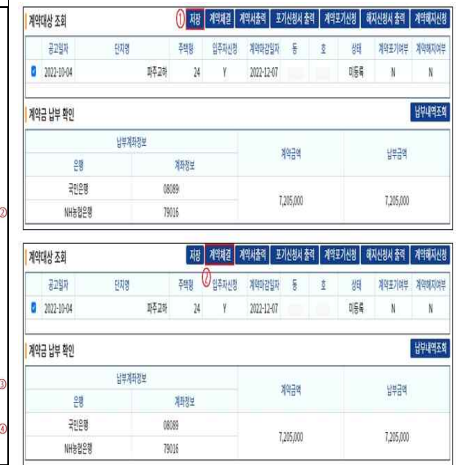 계약대상 조회 ① 저장 계약체결 계약서출력 포기신청서 출력 계약포기신청 해지신청서 출력 계약해지신청
공고일자 단지명 주택형 입주자신청 계약마감일자 동 호 상태 계약포기여부 계약해지여부
2022-10-04 파주교하 24 Y 2022-12-07 미등록 N N
계약금 납부 확인 납부내역조회
납부계좌정보 계약금액 납부금액
은행 계좌정보
② 국민은행 08089 7,205,000 7,205,000
NH농업은행 79016
계약대상 조회 저장 계약체결 계약서출력 포기신청서 출력 계약포기신청 해지신청서 출력 계약해지신청
공고일자 단지명 주택형 ② 입주자신청 계약마감일자 동 호 상태 계약포기여부 계약해지여부
2022-10-04 파주교하 24 Y 2022-12-07 미등록 N N
계약금 납부 확인 납부내역조회
③ 납부계좌정보 계약금액 납부금액
은행 계좌정보
④ 국민은행 08089 7,205,000 7,205,000
NH농업은행 79016